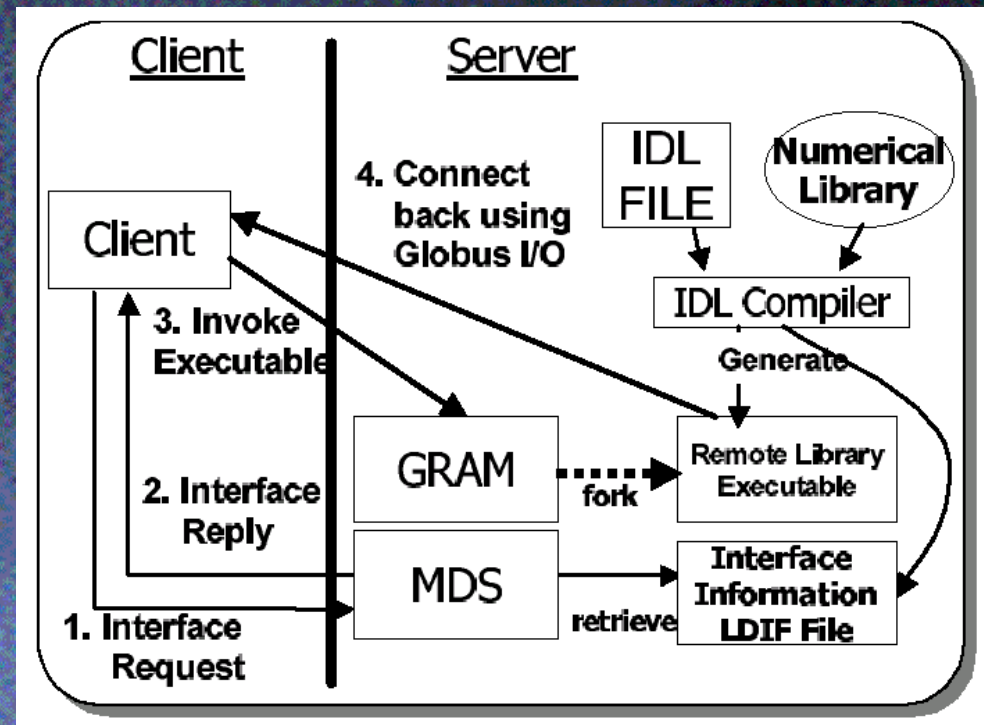 Client
Server
4. Connect
back using
Globus I/O
IDL
FILE
Numerical
Library
Client
IDL Compiler
3. Invoke
Executable
Generate
GRAM
fork
Remote Library
Executable
2. Interface
Reply
MDS
retrieve
Interface
Information
LDIF File
1. Interface
Request